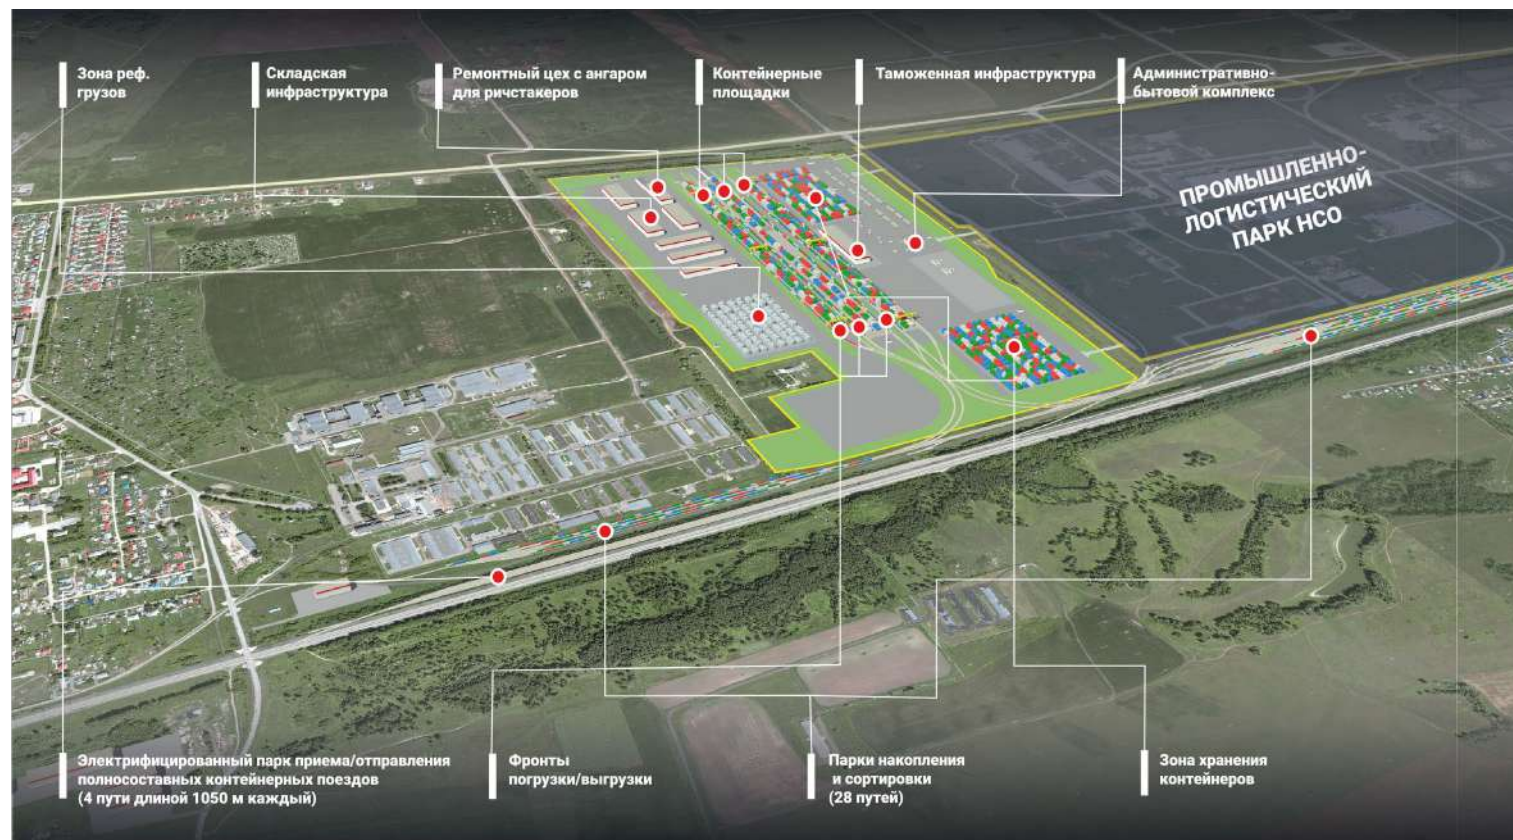 Зона реф.
грузов
Складская
инфраструктура
Ремонтный цех с ангаром
для ричстакеров
Контейнерные
площадки
Таможенная инфраструктура
Административно-
бытовой комплекс
ПРОМЫШЛЕННО-
ЛОГИСТИЧЕСКИЙ
ПАРК НСО
Электрифицированный парк приема/отправления
полносоставных контейнерных поездов
(4 пути длиной 1050 м каждый)
Фронты
погрузки/выгрузки
Парки накопления
и сортировки
(28 путей)
Зона хранения
контейнеров